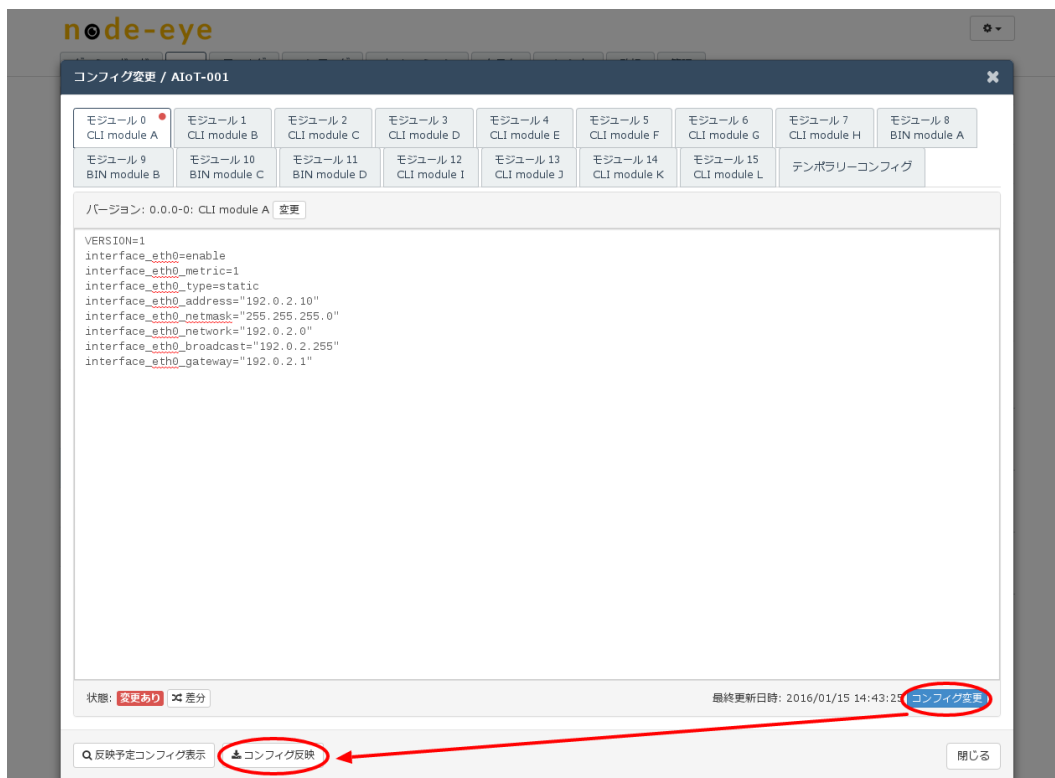 node-eye
コンフィグ変更 / AIoT-001
モジュール 0 モジュール 1 モジュール 2 モジュール 3 モジュール 4 モジュール 5 モジュール 6 モジュール 7 モジュール 8
CLI module A CLI module B CLI module C CLI module D CLI module E CLI module F CLI module G CLI module H BIN module A
モジュール 9 モジュール 10 モジュール 11 モジュール 12 モジュール 13 モジュール 14 モジュール 15 テンポラリーコンフィグ
BIN module B BIN module C BIN module D CLI module I CLI module J CLI module K CLI module L
バージョン: 0.0.0-0: CLI module A 変更
VERSION=1
interface_eth0=enable
interface_eth0_metric=1
interface_eth0_type=static
interface_eth0_address="192.0.2.10"
interface_eth0_netmask="255.255.255.0"
interface_eth0_network="192.0.2.0"
interface_eth0_broadcast="192.0.2.255"
interface_eth0_gateway="192.0.2.1"
状態: 変更あり 差分 最終更新日時: 2016/01/15 14:43:25 コンフィグ変更
反映予定コンフィグ表示 コンフィグ反映 閉じる